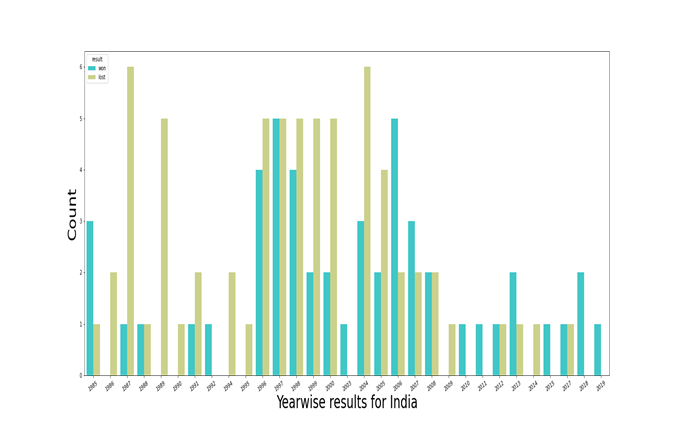 result
won
lost
6
5
4
3
2
1
0
Count
1985 1986 1987 1988 1989 1990 1991 1992 1994 1995 1996 1997 1998 1999 2000 2003 2004 2005 2006 2007 2008 2009 2010 2011 2012 2013 2014 2015 2017 2018 2019
Yearwise results for India